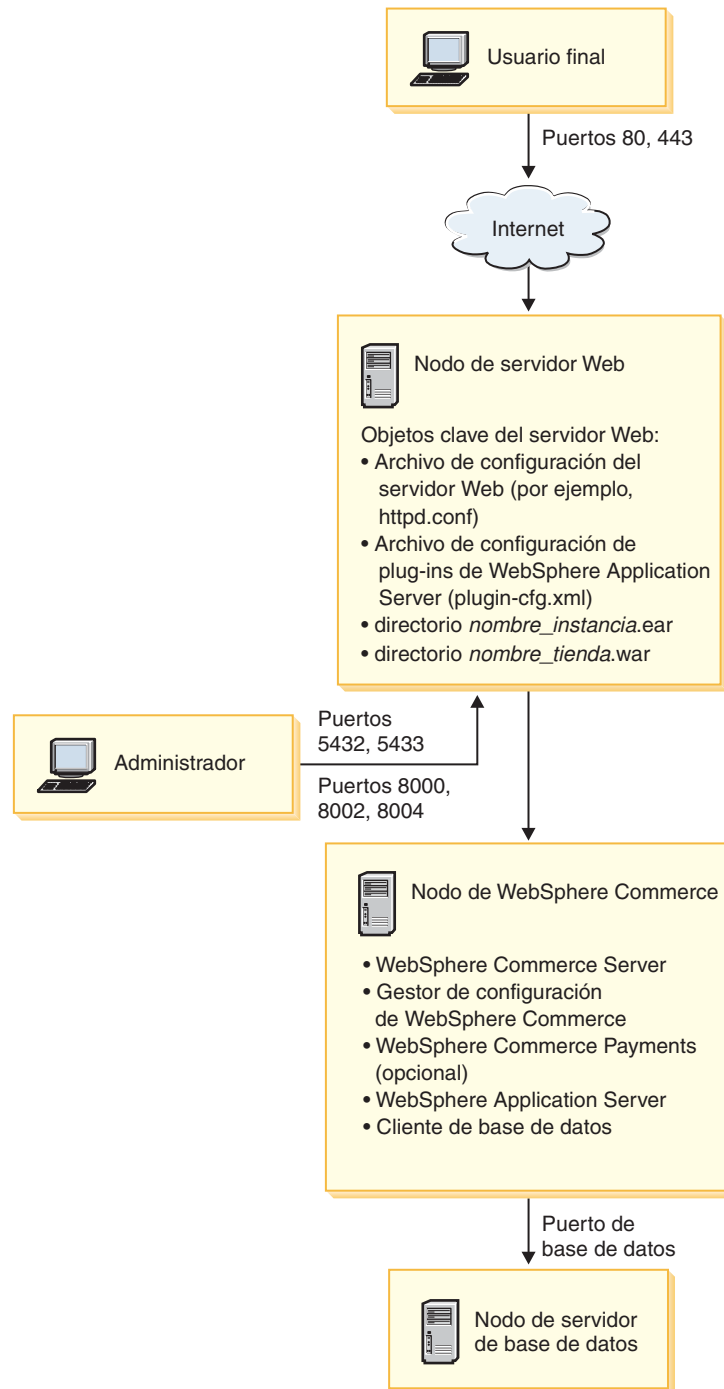 Usuario final
Puertos 80, 443
Internet
Nodo de servidor Web
Objetos clave del servidor Web:
• Archivo de configuración del
servidor Web (por ejemplo,
httpd.conf)
• Archivo de configuración de
plug-ins de WebSphere Application
Server (plugin-cfg.xml)
• directorio nombre_instancia.ear
• directorio nombre_tienda.war
Administrador
Puertos
5432, 5433
Puertos 8000,
8002, 8004
Nodo de WebSphere Commerce
• WebSphere Commerce Server
• Gestor de configuración
de WebSphere Commerce
• WebSphere Commerce Payments
(opcional)
• WebSphere Application Server
• Cliente de base de datos
Puerto de
base de datos
Nodo de servidor
de base de datos